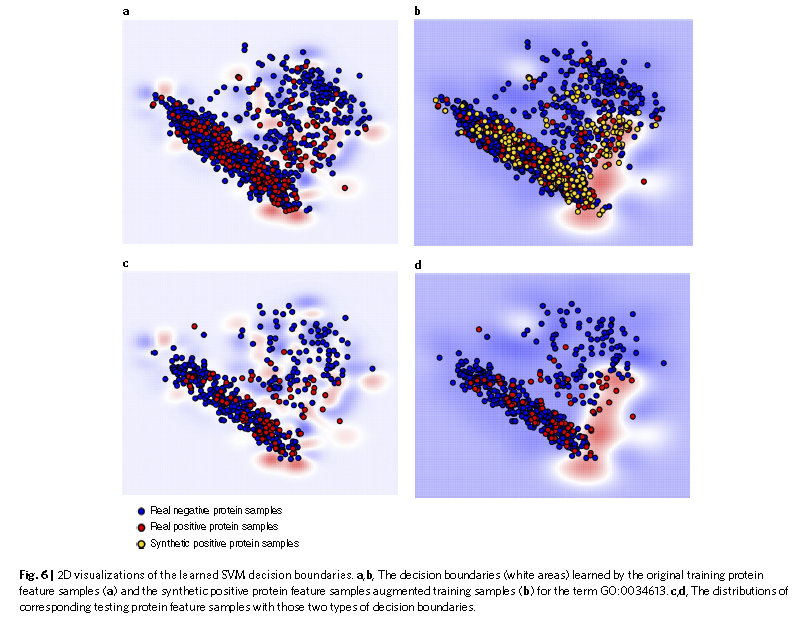 a
b
c
d
Real negative protein samples
Real positive protein samples
Synthetic positive protein samples
Fig. 6 | 2D visualizations of the learned SVM decision boundaries. a,b, The decision boundaries (white areas) learned by the original training protein
feature samples (a) and the synthetic positive protein feature samples augmented training samples (b) for the term GO:0034613. c,d, The distributions of
corresponding testing protein feature samples with those two types of decision boundaries.